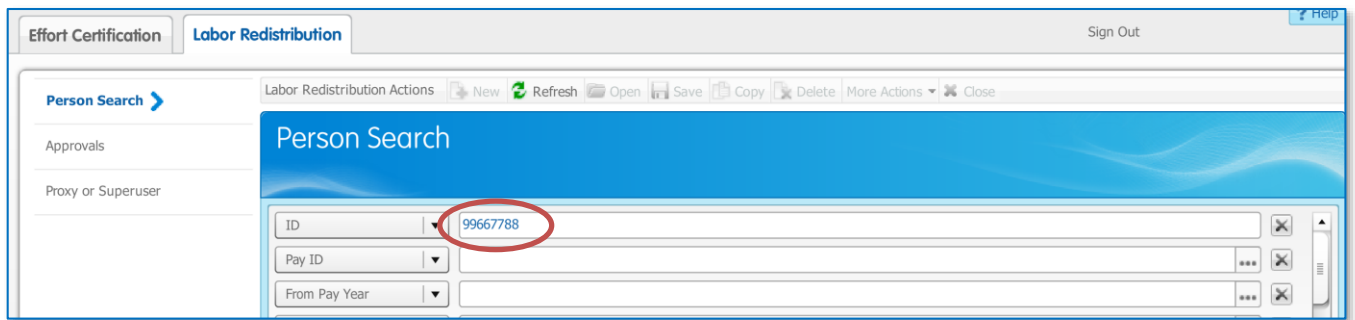 ? Help
Effort Certification Labor Redistribution Sign Out
Person Search
Labor Redistribution Actions New Refresh Open Save Copy Delete More Actions Close
Person Search
Approvals
Proxy or Superuser
ID 99667788
Pay ID ...
From Pay Year ...